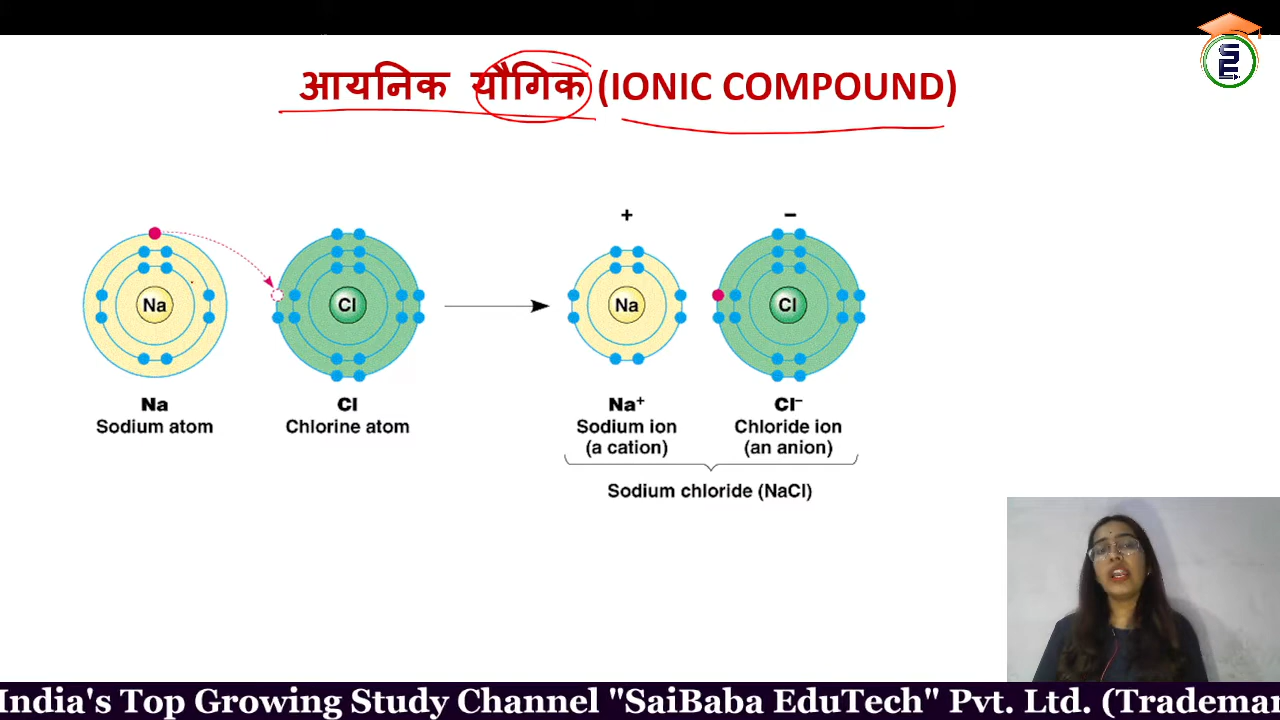 आयनिक यौगिक (IONIC COMPOUND)
+ −
Na Cl Na Cl
Na Cl Na⁺ Cl⁻
Sodium atom Chlorine atom Sodium ion Chloride ion
(a cation) (an anion)
Sodium chloride (NaCl)
India's Top Growing Study Channel "SaiBaba EduTech" Pvt. Ltd. (Trademar